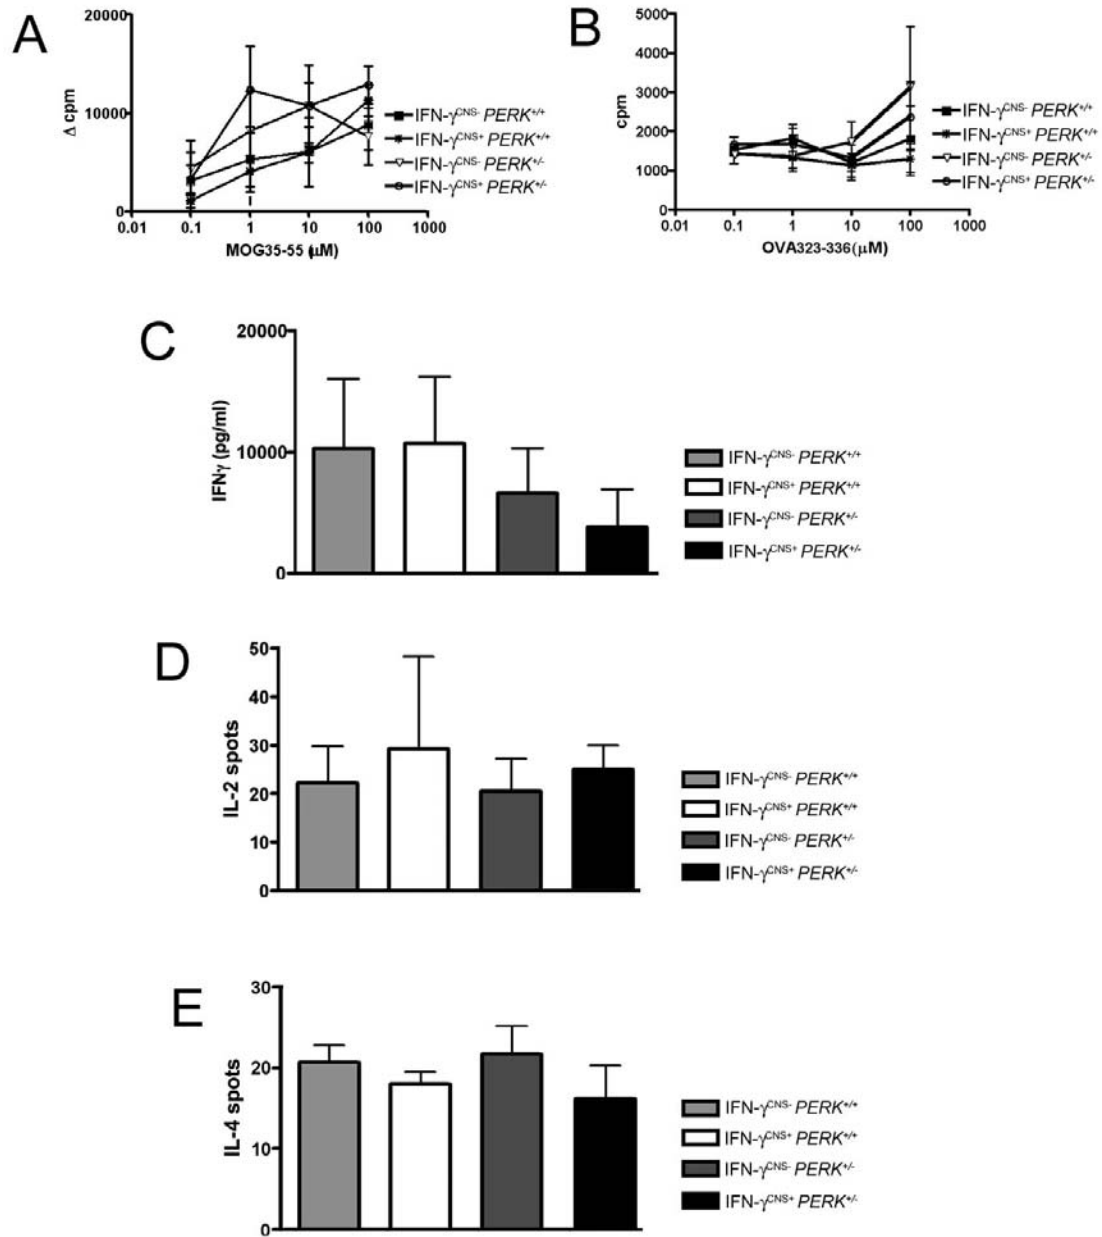 A
20000
10000
0
Δ cpm
0.01 0.1 1 10 100 1000
MOG35-55 (μM)
IFN-γCNS- PERK+/+
IFN-γCNS+ PERK+/+
IFN-γCNS- PERK+/-
IFN-γCNS+ PERK+/-
B
5000
4000
3000
2000
1000
0
cpm
0.01 0.1 1 10 100 1000
OVA323-336(μM)
IFN-γCNS- PERK+/+
IFN-γCNS+ PERK+/+
IFN-γCNS- PERK+/-
IFN-γCNS+ PERK+/-
C
20000
10000
0
IFNγ (pg/ml)
IFN-γCNS- PERK+/+
IFN-γCNS+ PERK+/+
IFN-γCNS- PERK+/-
IFN-γCNS+ PERK+/-
D
50
40
30
20
10
0
IL-2 spots
IFN-γCNS- PERK+/+
IFN-γCNS+ PERK+/+
IFN-γCNS- PERK+/-
IFN-γCNS+ PERK+/-
E
30
20
10
0
IL-4 spots
IFN-γCNS- PERK+/+
IFN-γCNS+ PERK+/+
IFN-γCNS- PERK+/-
IFN-γCNS+ PERK+/-